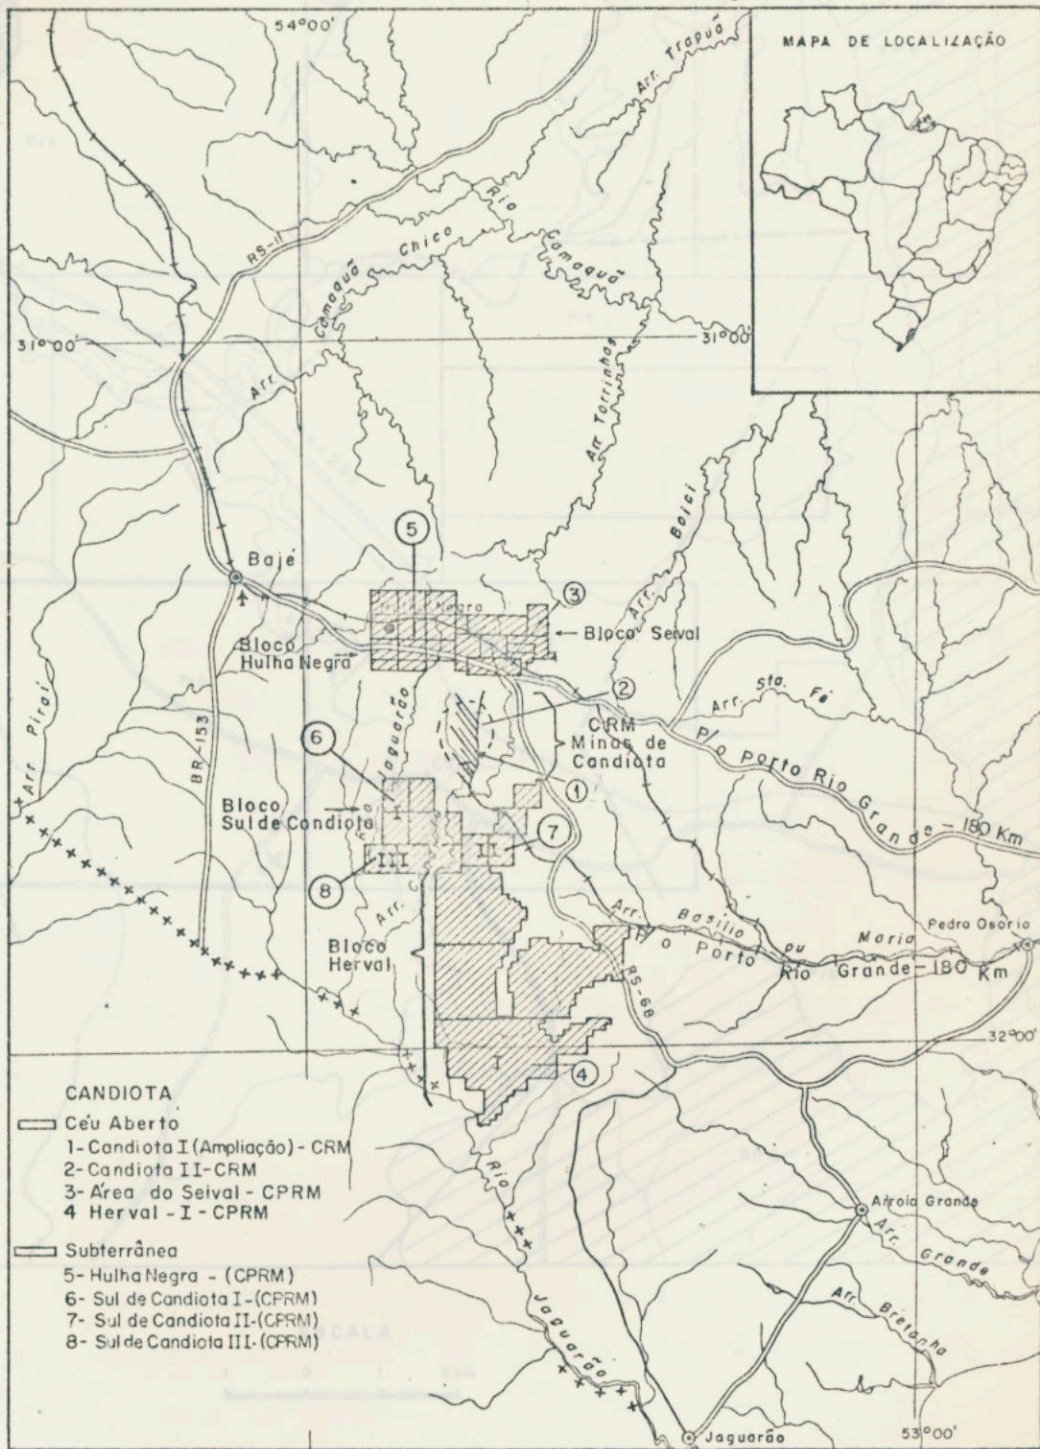 54°00'
MAPA DE LOCALIZAÇÃO
Arr. Trapuã
Rio Camaquã
RS-11
Arr. Camaquã Chico
31°00'
31°00'
Arr Torrinhas
Arr. Boici
5
Bajé
3
Negra
Bloco Seival
Bloco
Hulha Negra
Arr. Sta. Fé
2
CRM
Minas de
Candiota
P/o Porto Rio Grande - 180 Km
Arr Piraí
BR-153
Jaguarão
6
1
Bloco
Sul de Candiota
I
7
II
III
8
Arr. C
Arr. Basílio ou Maria
Pedro Osório
P/o Porto Rio Grande - 180 Km
Bloco
Herval
RS-68
32°00'
I
4
CANDIOTA
Céu Aberto
1-Candiota I (Ampliação) - CRM
2-Candiota II-CRM
3-Área do Seival - CPRM
4 Herval - I - CPRM
Subterrânea
5-Hulha Negra - (CPRM)
6- Sul de Candiota I-(CPRM)
7- Sul de Candiota II-(CPRM)
8- Sul de Candiota III-(CPRM)
Rio Jaguarão
Arroio Grande
Arr. Grande
Arr. Bretanha
53°00'
Jaguarão